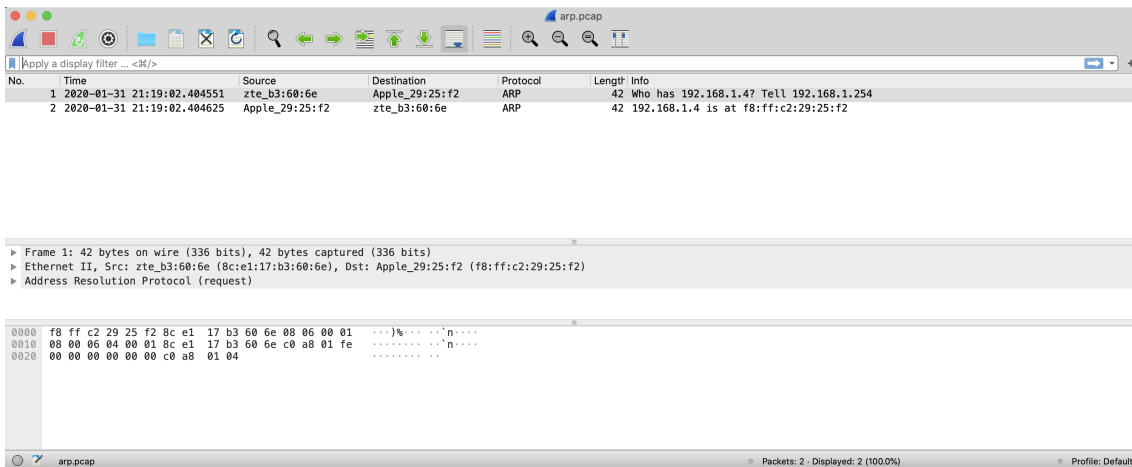 arp.pcap
Apply a display filter ... <⌘/>
No. Time Source Destination Protocol Length Info
1 2020-01-31 21:19:02.404551 zte_b3:60:6e Apple_29:25:f2 ARP 42 Who has 192.168.1.4? Tell 192.168.1.254
2 2020-01-31 21:19:02.404625 Apple_29:25:f2 zte_b3:60:6e ARP 42 192.168.1.4 is at f8:ff:c2:29:25:f2
Frame 1: 42 bytes on wire (336 bits), 42 bytes captured (336 bits)
Ethernet II, Src: zte_b3:60:6e (8c:e1:17:b3:60:6e), Dst: Apple_29:25:f2 (f8:ff:c2:29:25:f2)
Address Resolution Protocol (request)
0000 f8 ff c2 29 25 f2 8c e1 17 b3 60 6e 08 06 00 01 ···)%··· ··`n····
0010 08 00 06 04 00 01 8c e1 17 b3 60 6e c0 a8 01 fe ········ ··`n····
0020 00 00 00 00 00 00 c0 a8 01 04 ········ ··
arp.pcap Packets: 2 · Displayed: 2 (100.0%) Profile: Default